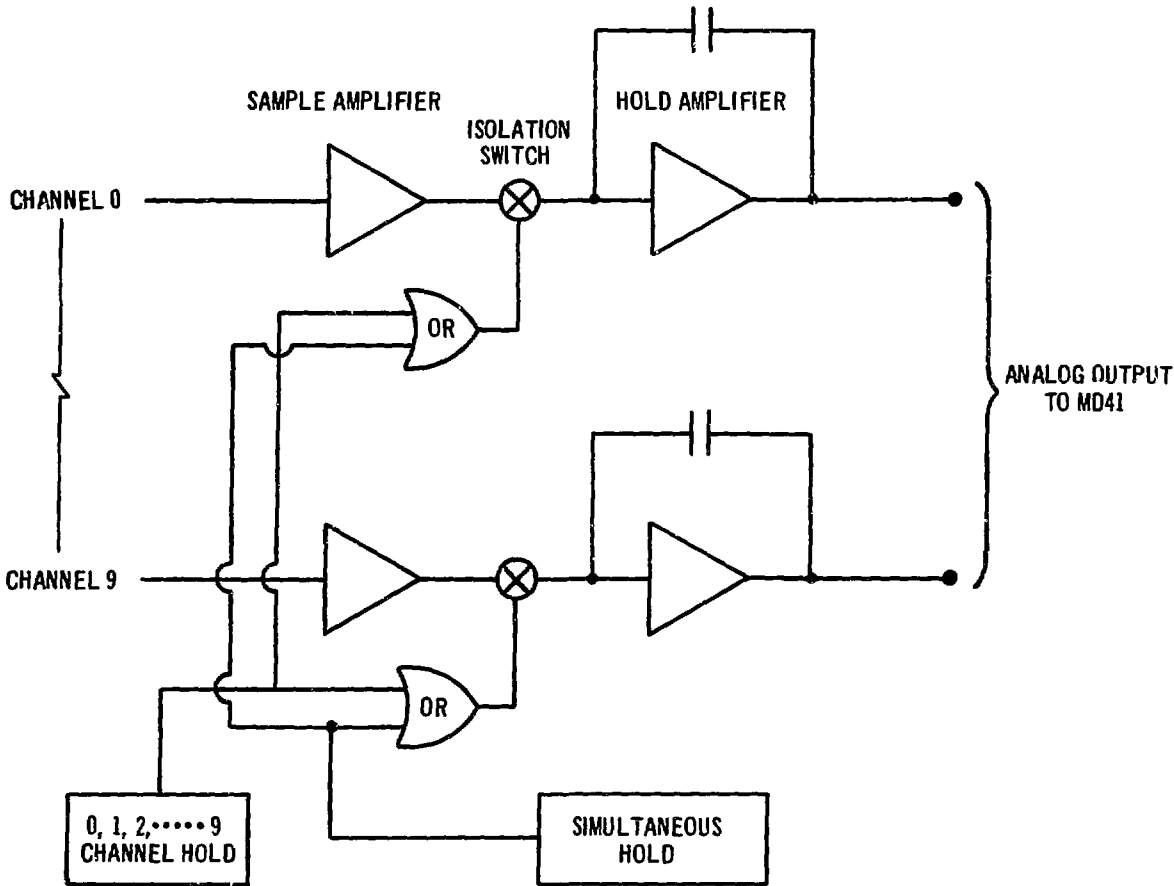 SAMPLE AMPLIFIER
HOLD AMPLIFIER
ISOLATION
SWITCH
CHANNEL 0
OR
ANALOG OUTPUT
TO MD41
CHANNEL 9
OR
0, 1, 2,····· 9
CHANNEL HOLD
SIMULTANEOUS
HOLD